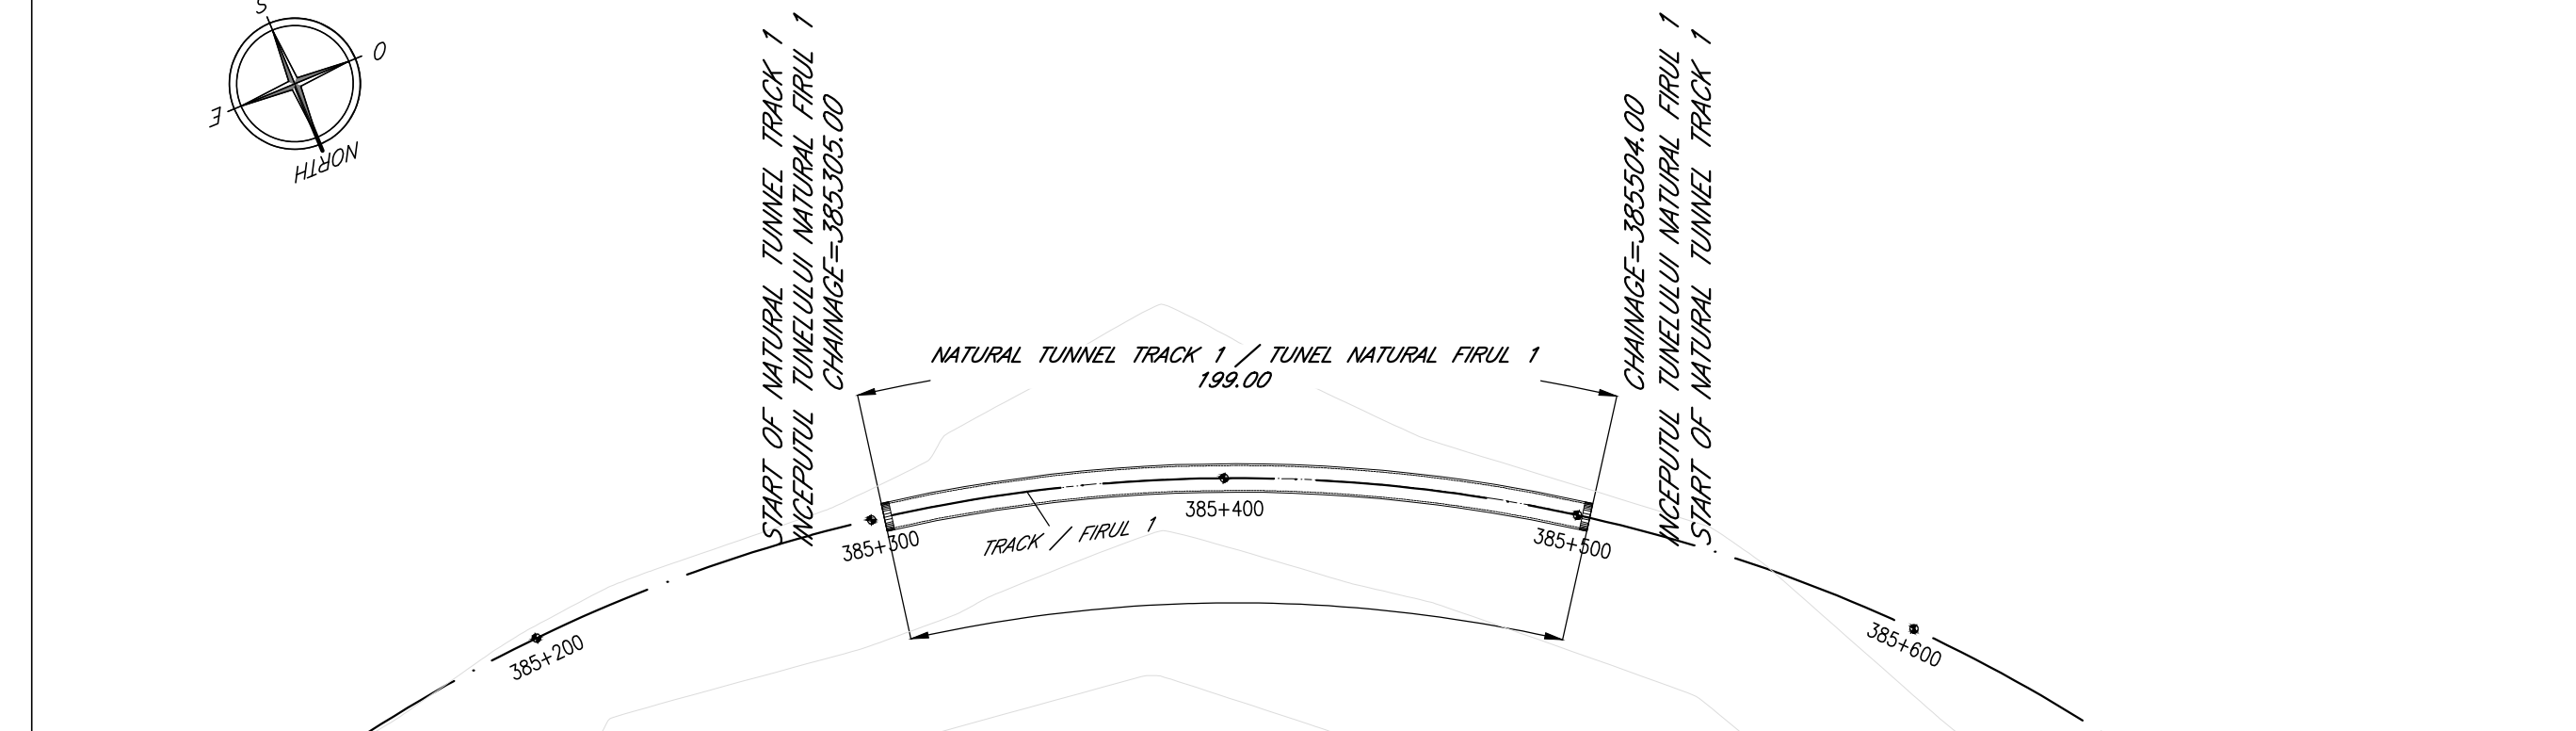 S
O
E
NORTH
START OF NATURAL TUNNEL TRACK 1
INCEPUTUL TUNELULUI NATURAL FIRUL 1
CHAINAGE=385305.00
CHAINAGE=385504.00
INCEPUTUL TUNELULUI NATURAL FIRUL 1
START OF NATURAL TUNNEL TRACK 1
NATURAL TUNNEL TRACK 1 / TUNEL NATURAL FIRUL 1
199.00
385+200
385+300
TRACK / FIRUL 1
385+400
385+500
385+600